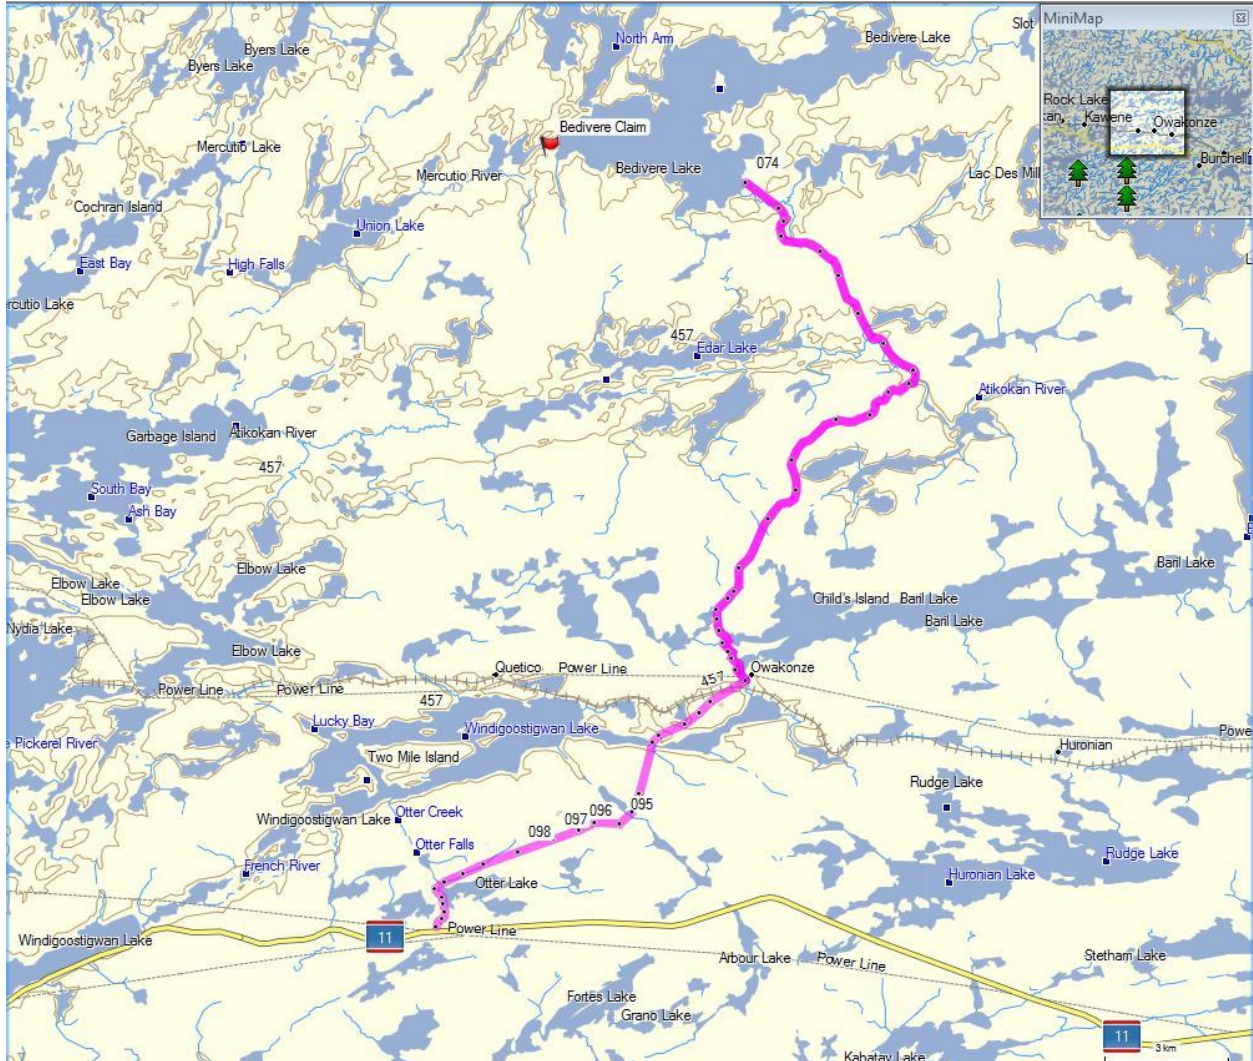 MiniMap
Slot
North Arm
Bedivere Lake
Byers Lake
Byers Lake
Rock Lake
Kawene
Owakonze
Burchell
Bedivere Claim
Mercutio Lake
074
Bedivere Lake
Mercutio River
Lac Des Mill
Cochran Island
Union Lake
East Bay
High Falls
ercutio Lake
457
Edar Lake
Atikokan River
Garbage Island
Atikokan River
457
South Bay
Ash Bay
Baril Lake
Elbow Lake
Elbow Lake
Elbow Lake
Child's Island
Baril Lake
Baril Lake
Nydia Lake
Elbow Lake
Quetico
Power Line
Owakonze
457
Power Line
Power Line
457
Lucky Bay
Windigoostigwan Lake
Powe
e Pickerel River
Huronian
Two Mile Island
Rudge Lake
Otter Creek
095
096
097
098
Windigoostigwan Lake
Otter Falls
Rudge Lake
French River
Huronian Lake
Otter Lake
Power Line
11
Windigoostigwan Lake
Arbour Lake
Power Line
Stetham Lake
Fortes Lake
Grano Lake
11
3 km
Kabatay Lake